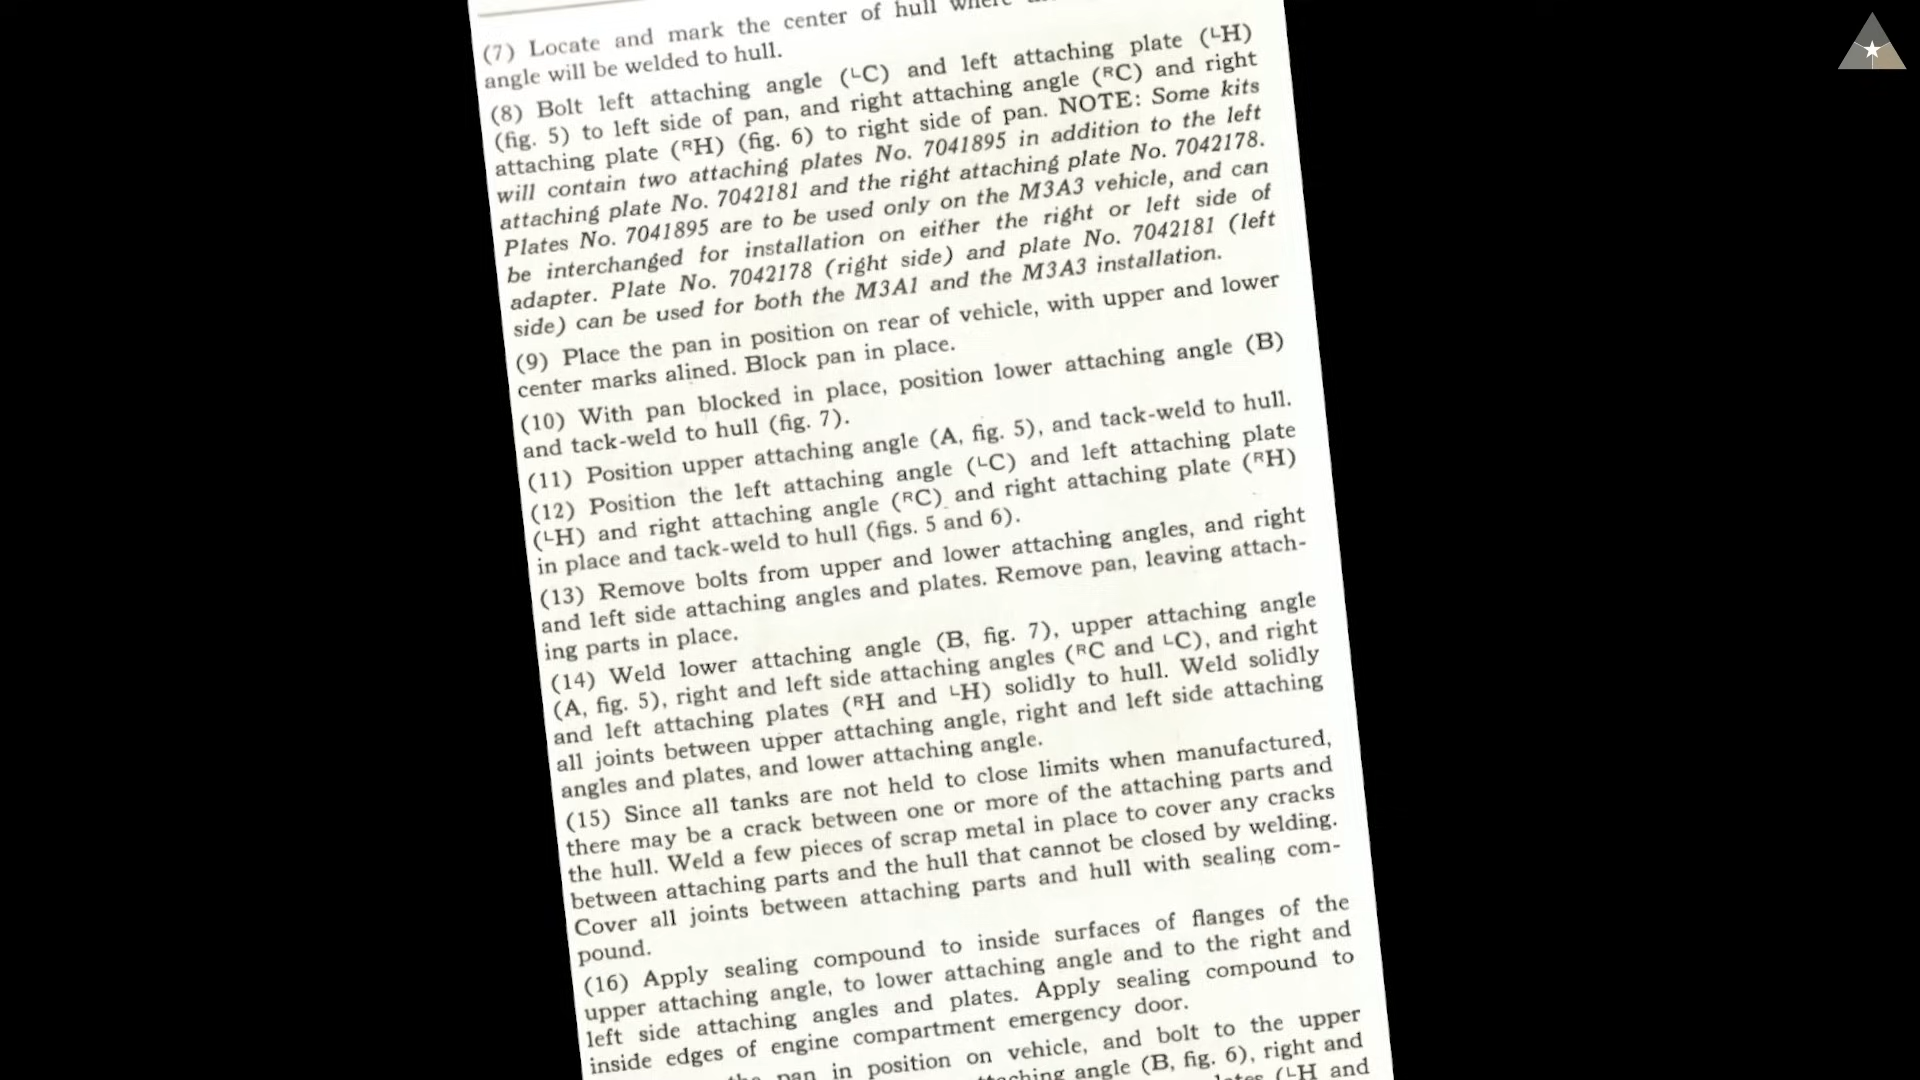 (7) Locate and mark the center of hull
angle will be welded to hull.
(8) Bolt left attaching angle (ᴸC) and left attaching plate (ᴸH)
(fig. 5) to left side of pan, and right attaching angle (ᴿC) and right
attaching plate (ᴿH) (fig. 6) to right side of pan. NOTE: Some kits
will contain two attaching plates No. 7041895 in addition to the left
attaching plate No. 7042181 and the right attaching plate No. 7042178.
Plates No. 7041895 are to be used only on the M3A3 vehicle, and can
be interchanged for installation on either the right or left side of
adapter. Plate No. 7042178 (right side) and plate No. 7042181 (left
side) can be used for both the M3A1 and the M3A3 installation.
(9) Place the pan in position on rear of vehicle, with upper and lower
center marks alined. Block pan in place.
(10) With pan blocked in place, position lower attaching angle (B)
and tack-weld to hull (fig. 7).
(11) Position upper attaching angle (A, fig. 5), and tack-weld to hull.
(12) Position the left attaching angle (ᴸC) and left attaching plate
(ᴸH) and right attaching angle (ᴿC) and right attaching plate (ᴿH)
in place and tack-weld to hull (figs. 5 and 6).
(13) Remove bolts from upper and lower attaching angles, and right
and left side attaching angles and plates. Remove pan, leaving attach-
ing parts in place.
(14) Weld lower attaching angle (B, fig. 7), upper attaching angle
(A, fig. 5), right and left side attaching angles (ᴿC and ᴸC), and right
and left attaching plates (ᴿH and ᴸH) solidly to hull. Weld solidly
all joints between upper attaching angle, right and left side attaching
angles and plates, and lower attaching angle.
(15) Since all tanks are not held to close limits when manufactured,
there may be a crack between one or more of the attaching parts and
the hull. Weld a few pieces of scrap metal in place to cover any cracks
between attaching parts and the hull that cannot be closed by welding.
Cover all joints between attaching parts and hull with sealing com-
pound.
(16) Apply sealing compound to inside surfaces of flanges of the
upper attaching angle, to lower attaching angle and to the right and
left side attaching angles and plates. Apply sealing compound to
inside edges of engine compartment emergency door.
pan in position on vehicle, and bolt to the upper
angle (B, fig. 6), right and
(ᴸH and